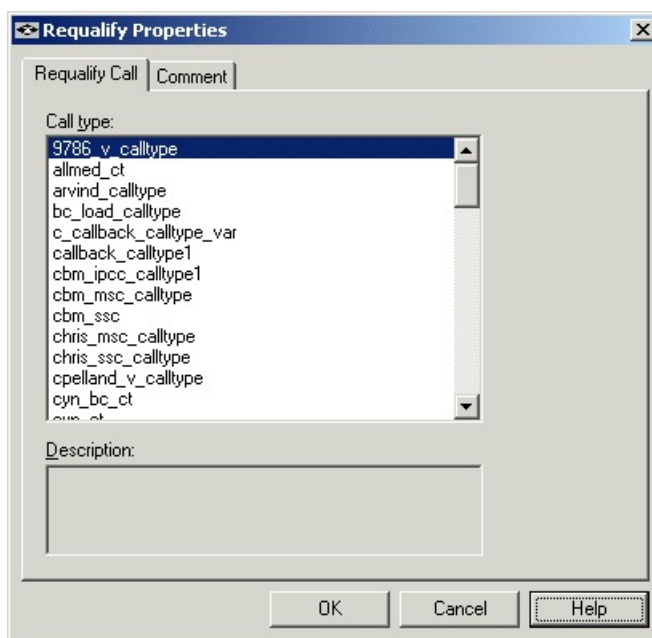 Requalify Properties
Requalify Call
Comment
Call type:
9786_v_calltype
allmed_ct
arvind_calltype
bc_load_calltype
c_callback_calltype_var
callback_calltype1
cbm_ipcc_calltype1
cbm_msc_calltype
cbm_ssc
chris_msc_calltype
chris_ssc_calltype
cpelland_v_calltype
cyn_bc_ct
Description:
OK
Cancel
Help